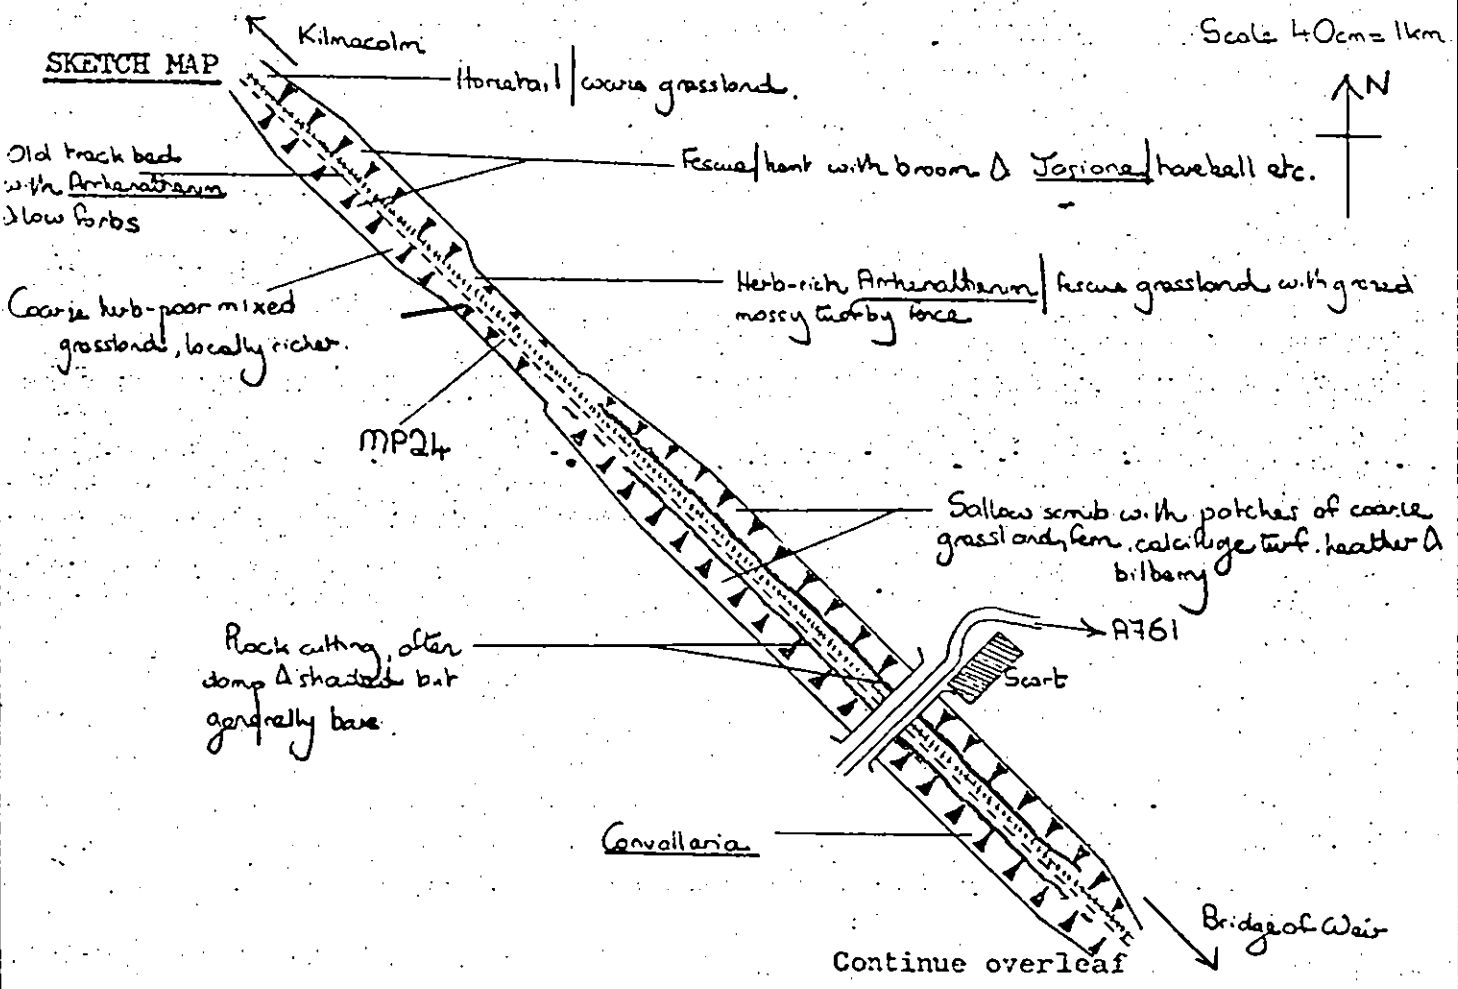 Scale 40cm = 1km
Kilmacolm
SKETCH MAP
N
Horsetail/coarse grassland.
Old track bed
with Arrhenatherum
& low forbs
Fescue/bent with broom & Jasione/harebell etc.
Herb-rich Arrhenatherum/fescue grassland with grazed
mossy turf by fence
Coarse herb-poor mixed
grassland, locally richer.
MP24
Sallow scrub with patches of coarse
grassland, fern, calcifuge turf, heather &
bilberry
A761
Scart
Rock cutting, often
damp & shaded but
generally bare.
Convallaria
Bridge of Weir
Continue overleaf